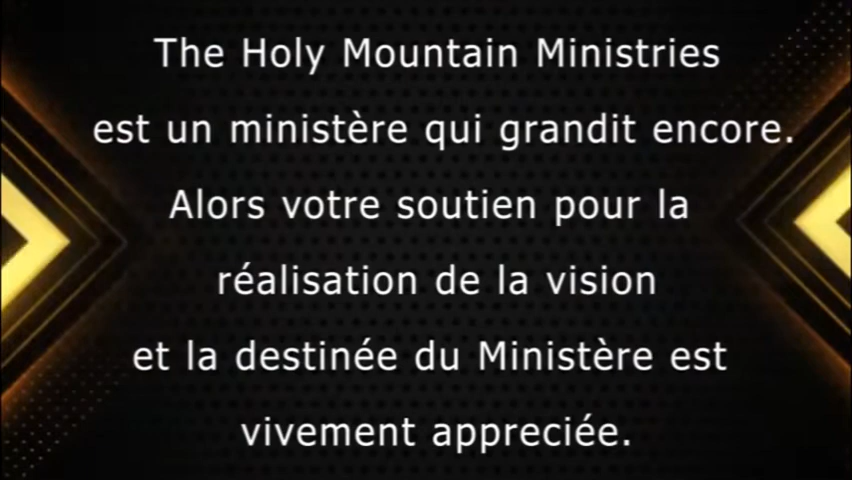 The Holy Mountain Ministries
est un ministère qui grandit encore.
Alors votre soutien pour la
réalisation de la vision
et la destinée du Ministère est
vivement appreciée.